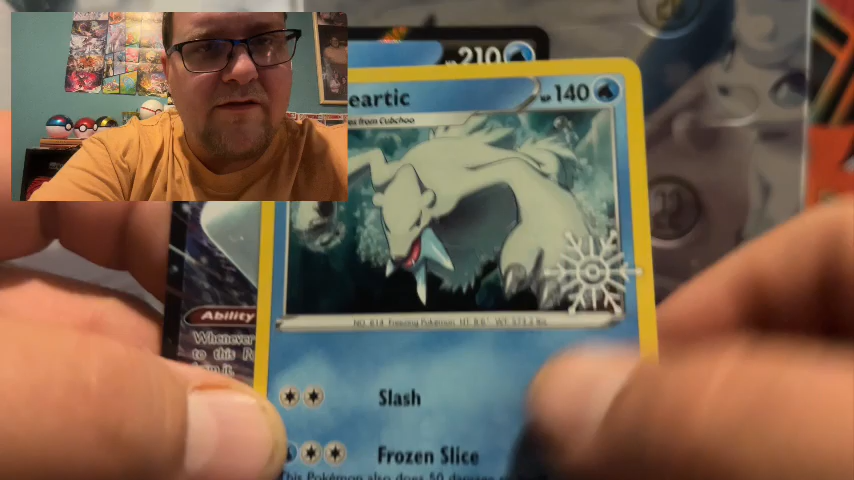 210
eartic
140
es from Cubchoo
NO. 614 Freezing Pokémon HT: 8'6" WT: 573.2 lbs.
Ability
Whenever
to this P
Slash
Frozen Slice
This Pokémon also does 50 damage